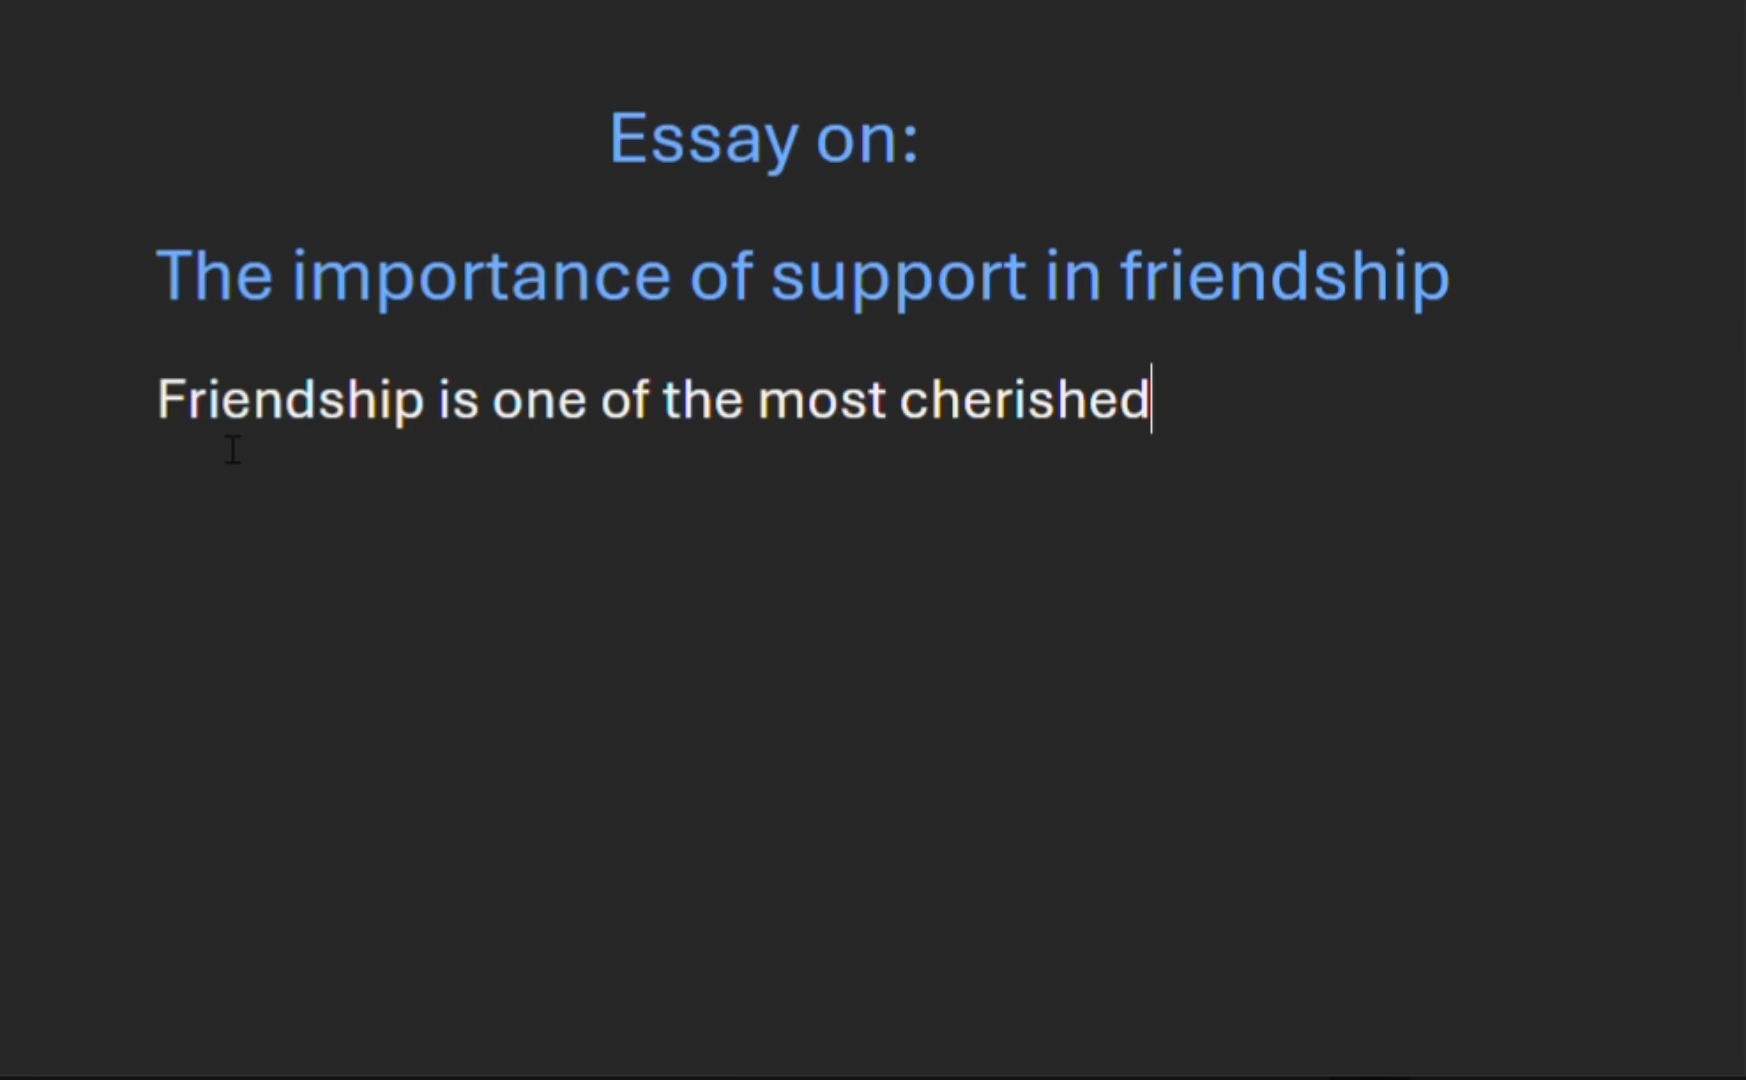 Essay on:
The importance of support in friendship
Friendship is one of the most cherished